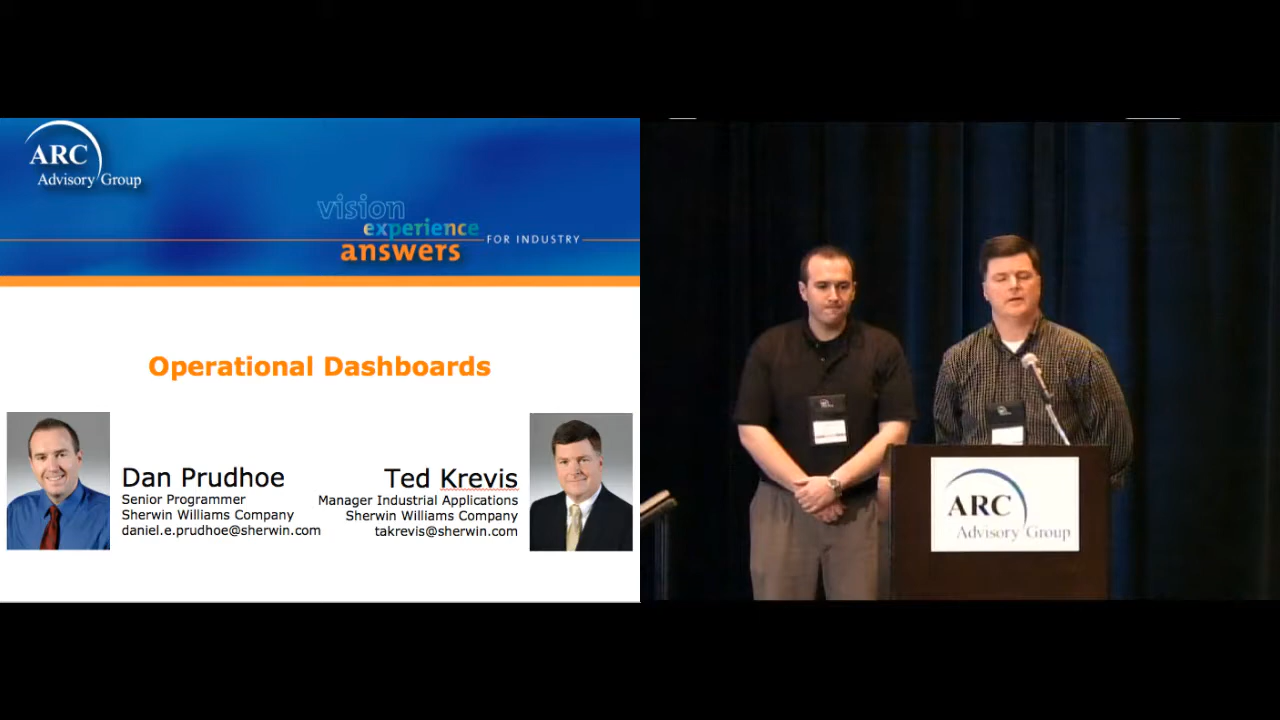 ARC
Advisory Group
vision
experience
answers
FOR INDUSTRY
Operational Dashboards
Dan Prudhoe
Senior Programmer
Sherwin Williams Company
daniel.e.prudhoe@sherwin.com
Ted Krevis
Manager Industrial Applications
Sherwin Williams Company
takrevis@sherwin.com
ARC
Advisory Group